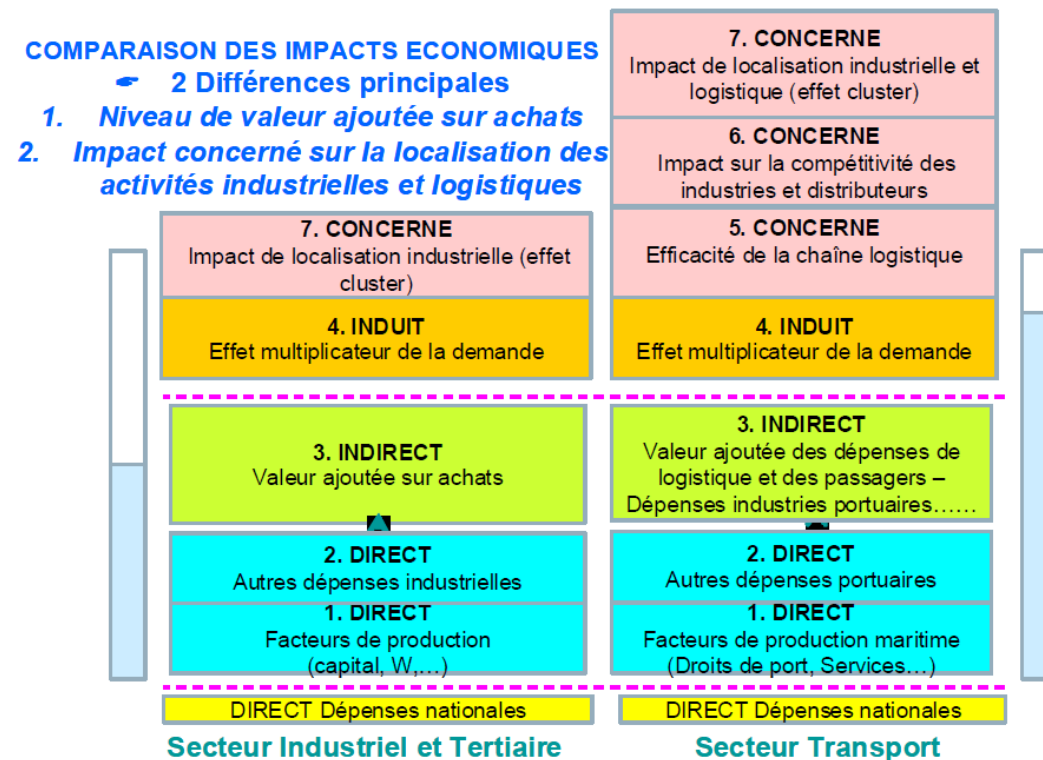 COMPARAISON DES IMPACTS ECONOMIQUES
☛ 2 Différences principales
1. Niveau de valeur ajoutée sur achats
2. Impact concerné sur la localisation des
activités industrielles et logistiques
7. CONCERNE
Impact de localisation industrielle (effet
cluster)
4. INDUIT
Effet multiplicateur de la demande
3. INDIRECT
Valeur ajoutée sur achats
2. DIRECT
Autres dépenses industrielles
1. DIRECT
Facteurs de production
(capital, W,…)
DIRECT Dépenses nationales
Secteur Industriel et Tertiaire
7. CONCERNE
Impact de localisation industrielle et
logistique (effet cluster)
6. CONCERNE
Impact sur la compétitivité des
industries et distributeurs
5. CONCERNE
Efficacité de la chaîne logistique
4. INDUIT
Effet multiplicateur de la demande
3. INDIRECT
Valeur ajoutée des dépenses de
logistique et des passagers –
Dépenses industries portuaires……
2. DIRECT
Autres dépenses portuaires
1. DIRECT
Facteurs de production maritime
(Droits de port, Services…)
DIRECT Dépenses nationales
Secteur Transport